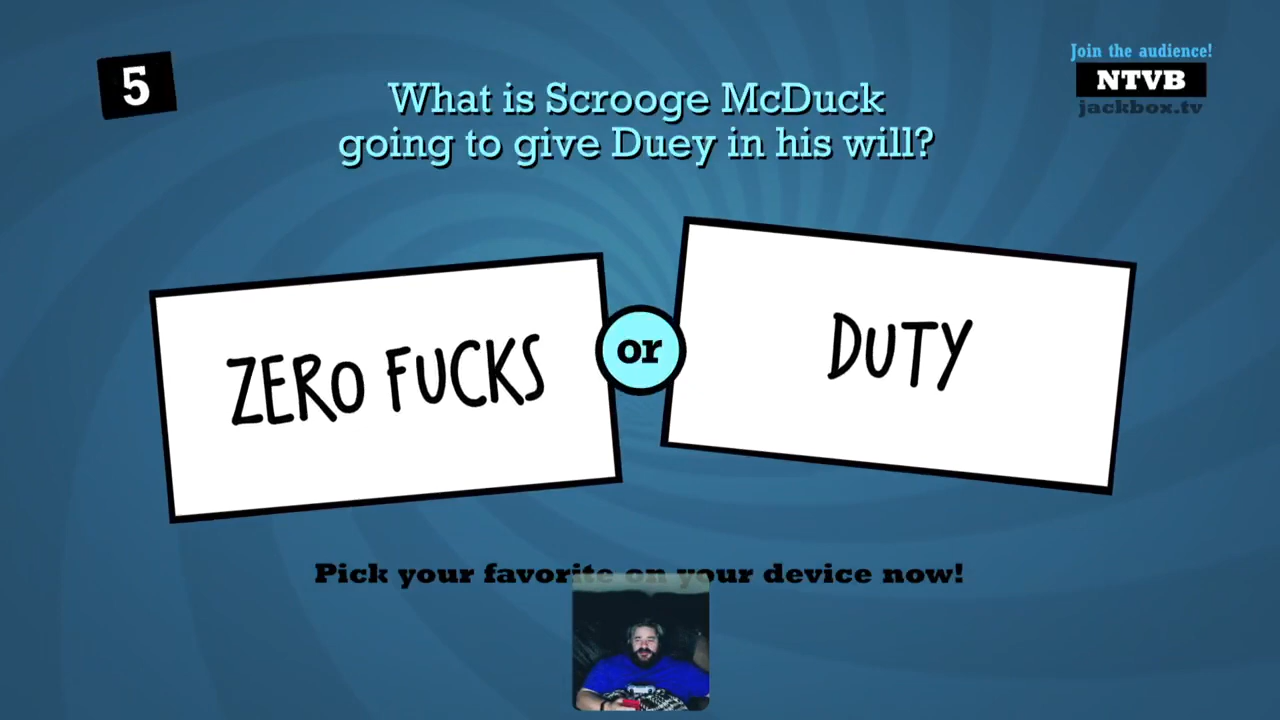 5
Join the audience!
NTVB
jackbox.tv
What is Scrooge McDuck
going to give Duey in his will?
ZERO FUCKS
or
DUTY
Pick your favorite on your device now!